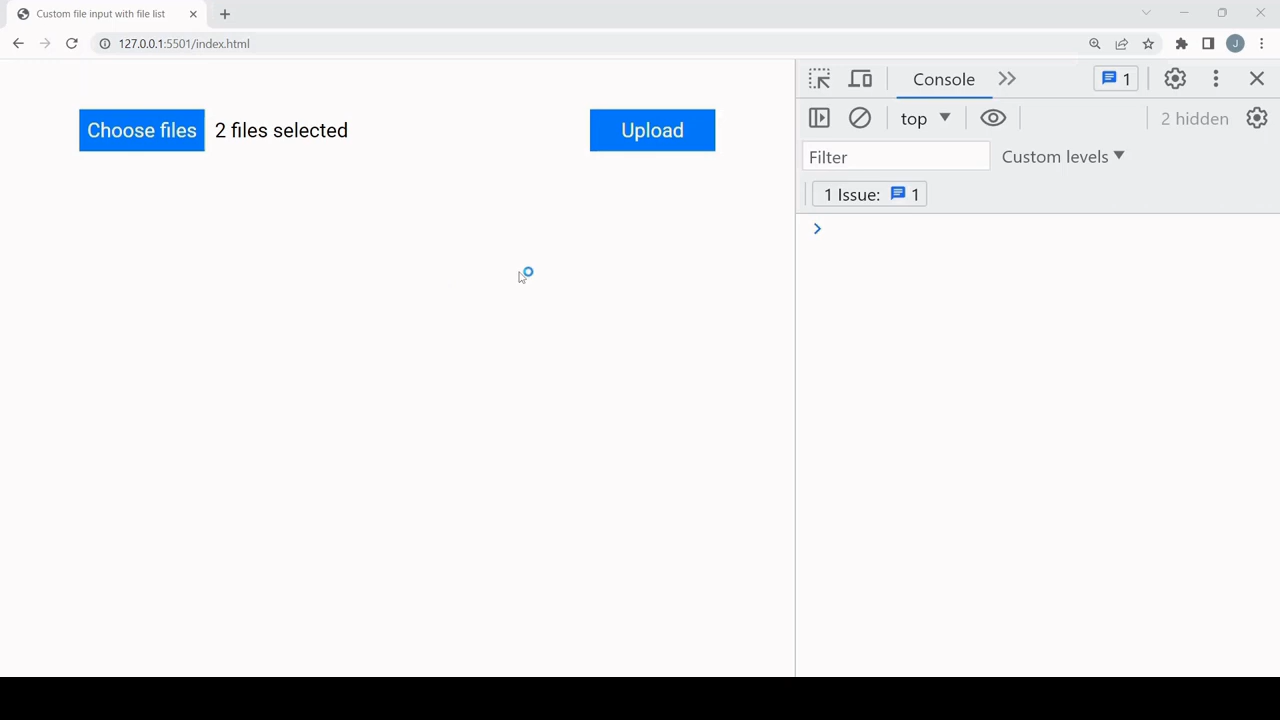 Custom file input with file list
127.0.0.1:5501/index.html
J
Console
1
Choose files 2 files selected Upload
top
2 hidden
Filter
Custom levels
1 Issue: 1